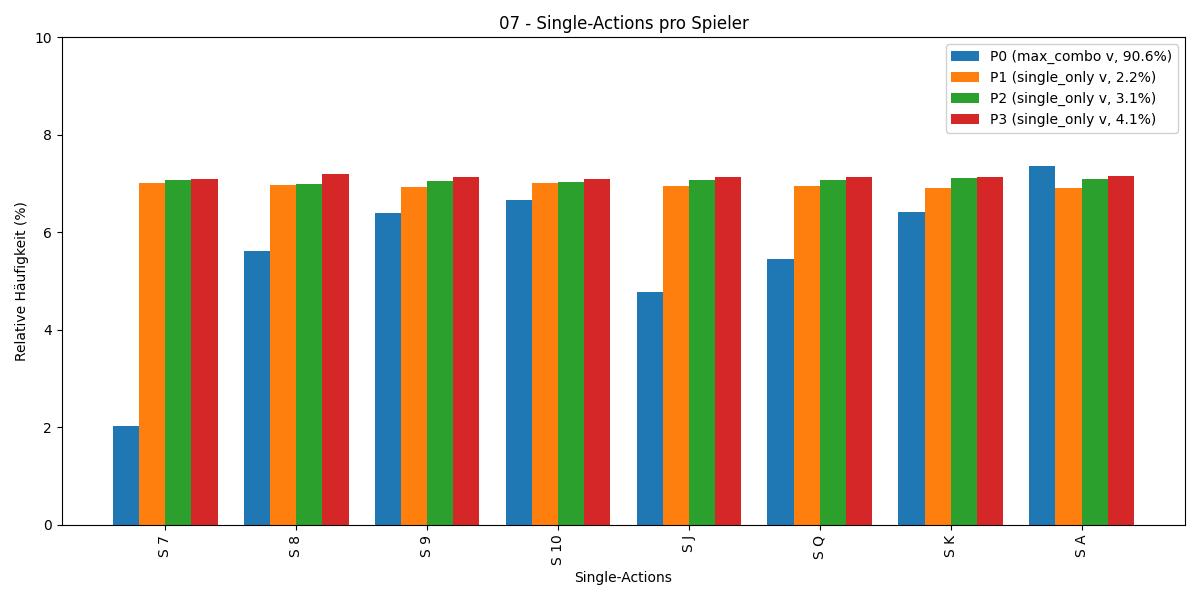 07 - Single-Actions pro Spieler
P0 (max_combo v, 90.6%)
P1 (single_only v, 2.2%)
P2 (single_only v, 3.1%)
P3 (single_only v, 4.1%)
Relative Häufigkeit (%)
10
8
6
4
2
0
S 7
S 8
S 9
S 10
S J
S Q
S K
S A
Single-Actions